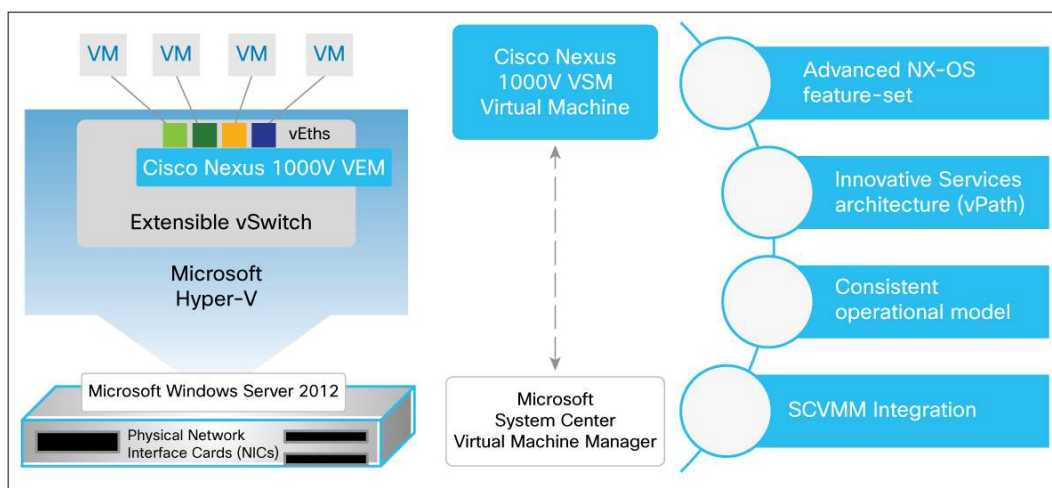 VM
VM
VM
VM
vEths
Cisco Nexus 1000V VEM
Extensible vSwitch
Microsoft
Hyper-V
Microsoft Windows Server 2012
Physical Network
Interface Cards (NICs)
Cisco Nexus
1000V VSM
Virtual Machine
Microsoft
System Center
Virtual Machine Manager
Advanced NX-OS
feature-set
Innovative Services
architecture (vPath)
Consistent
operational model
SCVMM Integration